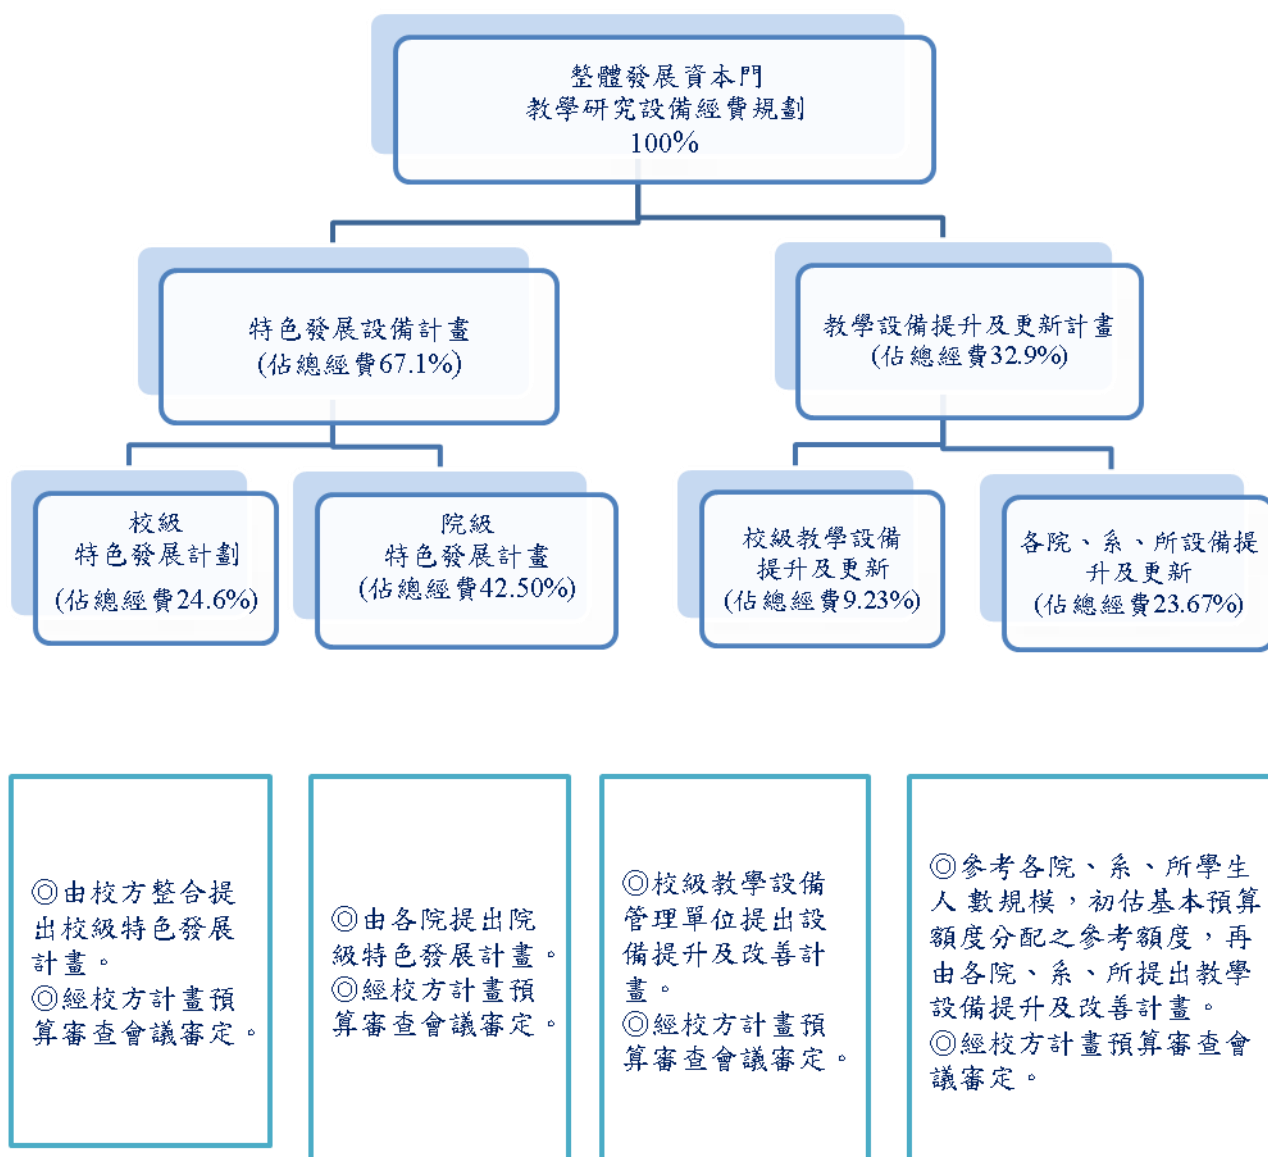 整體發展資本門
教學研究設備經費規劃
100%
特色發展設備計畫
(佔總經費67.1%)
教學設備提升及更新計畫
(佔總經費32.9%)
校級
特色發展計劃
(佔總經費24.6%)
院級
特色發展計畫
(佔總經費42.50%)
校級教學設備
提升及更新
(佔總經費9.23%)
各院、系、所設備提
升及更新
(佔總經費23.67%)
◎由校方整合提
出校級特色發展
計畫。
◎經校方計畫預
算審查會議審定。
◎由各院提出院
級特色發展計畫。
◎經校方計畫預
算審查會議審定。
◎校級教學設備
管理單位提出設
備提升及改善計
畫。
◎經校方計畫預
算審查會議審定。
◎參考各院、系、所學生
人數規模，初估基本預算
額度分配之參考額度，再
由各院、系、所提出教學
設備提升及改善計畫。
◎經校方計畫預算審查會
議審定。